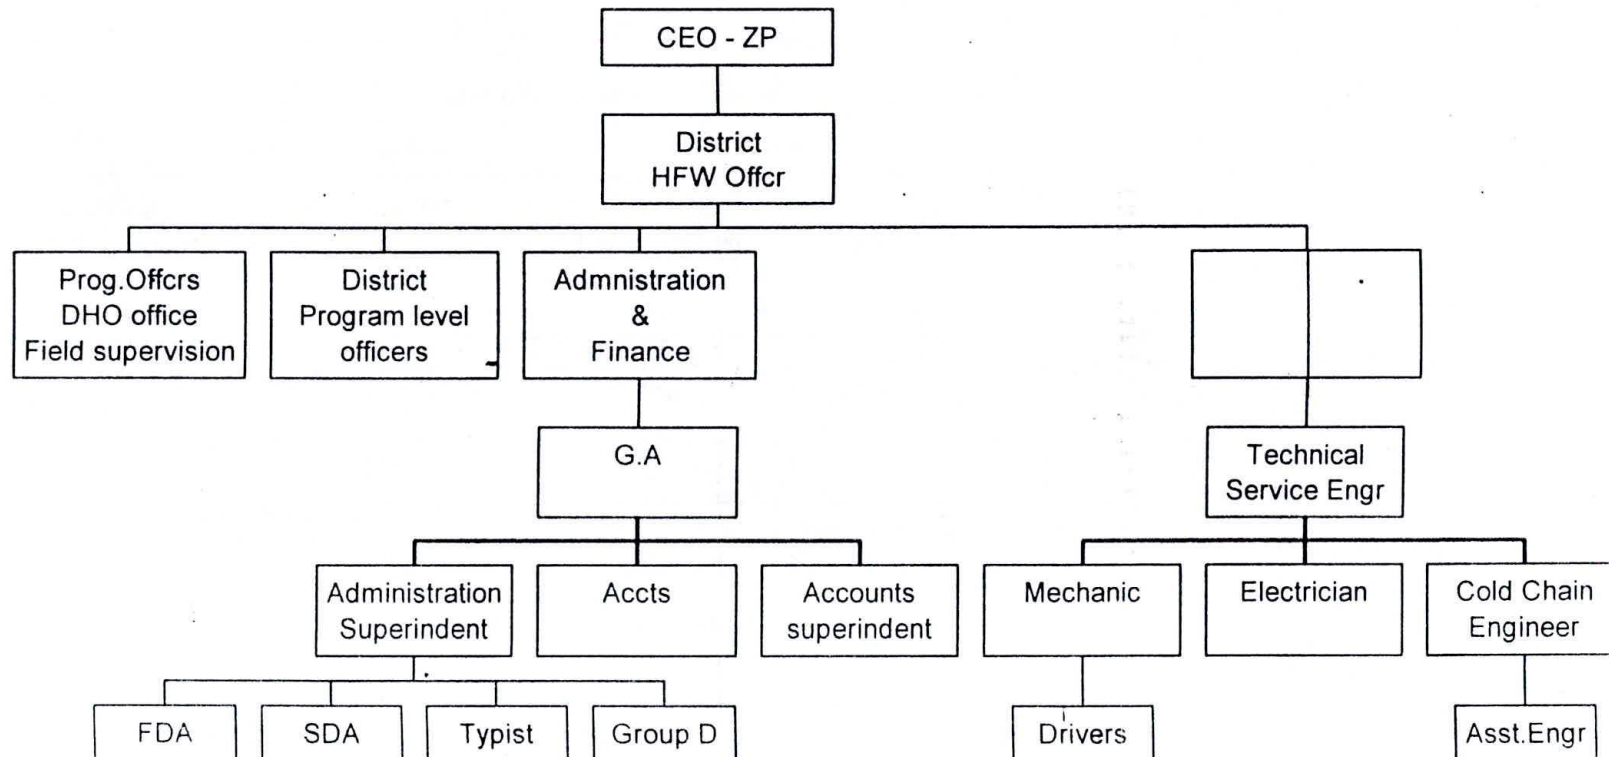 CEO - ZP
District
HFW Offcr
Prog.Offcrs
DHO office
Field supervision
District
Program level
officers
Admnistration
&
Finance
G.A
Technical
Service Engr
Administration
Superindent
Accts
Accounts
superindent
Mechanic
Electrician
Cold Chain
Engineer
FDA
SDA
Typist
Group D
Drivers
Asst.Engr